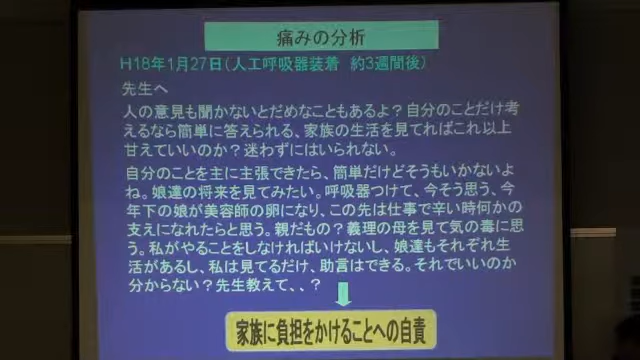 痛みの分析
H18年1月27日(人工呼吸器装着 約3週間後)
先生へ
人の意見も聞かないとだめなこともあるよ?自分のことだけ考
えるなら簡単に答えられる、家族の生活を見てればこれ以上
甘えていいのか?迷わずにはいられない。
自分のことを主に主張できたら、簡単だけどそうもいかないよ
ね。娘達の将来を見てみたい。呼吸器つけて、今そう思う、今
年下の娘が美容師の卵になり、この先は仕事で辛い時何かの
支えになれたらと思う。親だもの?義理の母を見て気の毒に思
う。私がやることをしなければいけないし、娘達もそれぞれ生
活があるし、私は見てるだけ、助言はできる。それでいいのか
分からない?先生教えて、、?
家族に負担をかけることへの自責